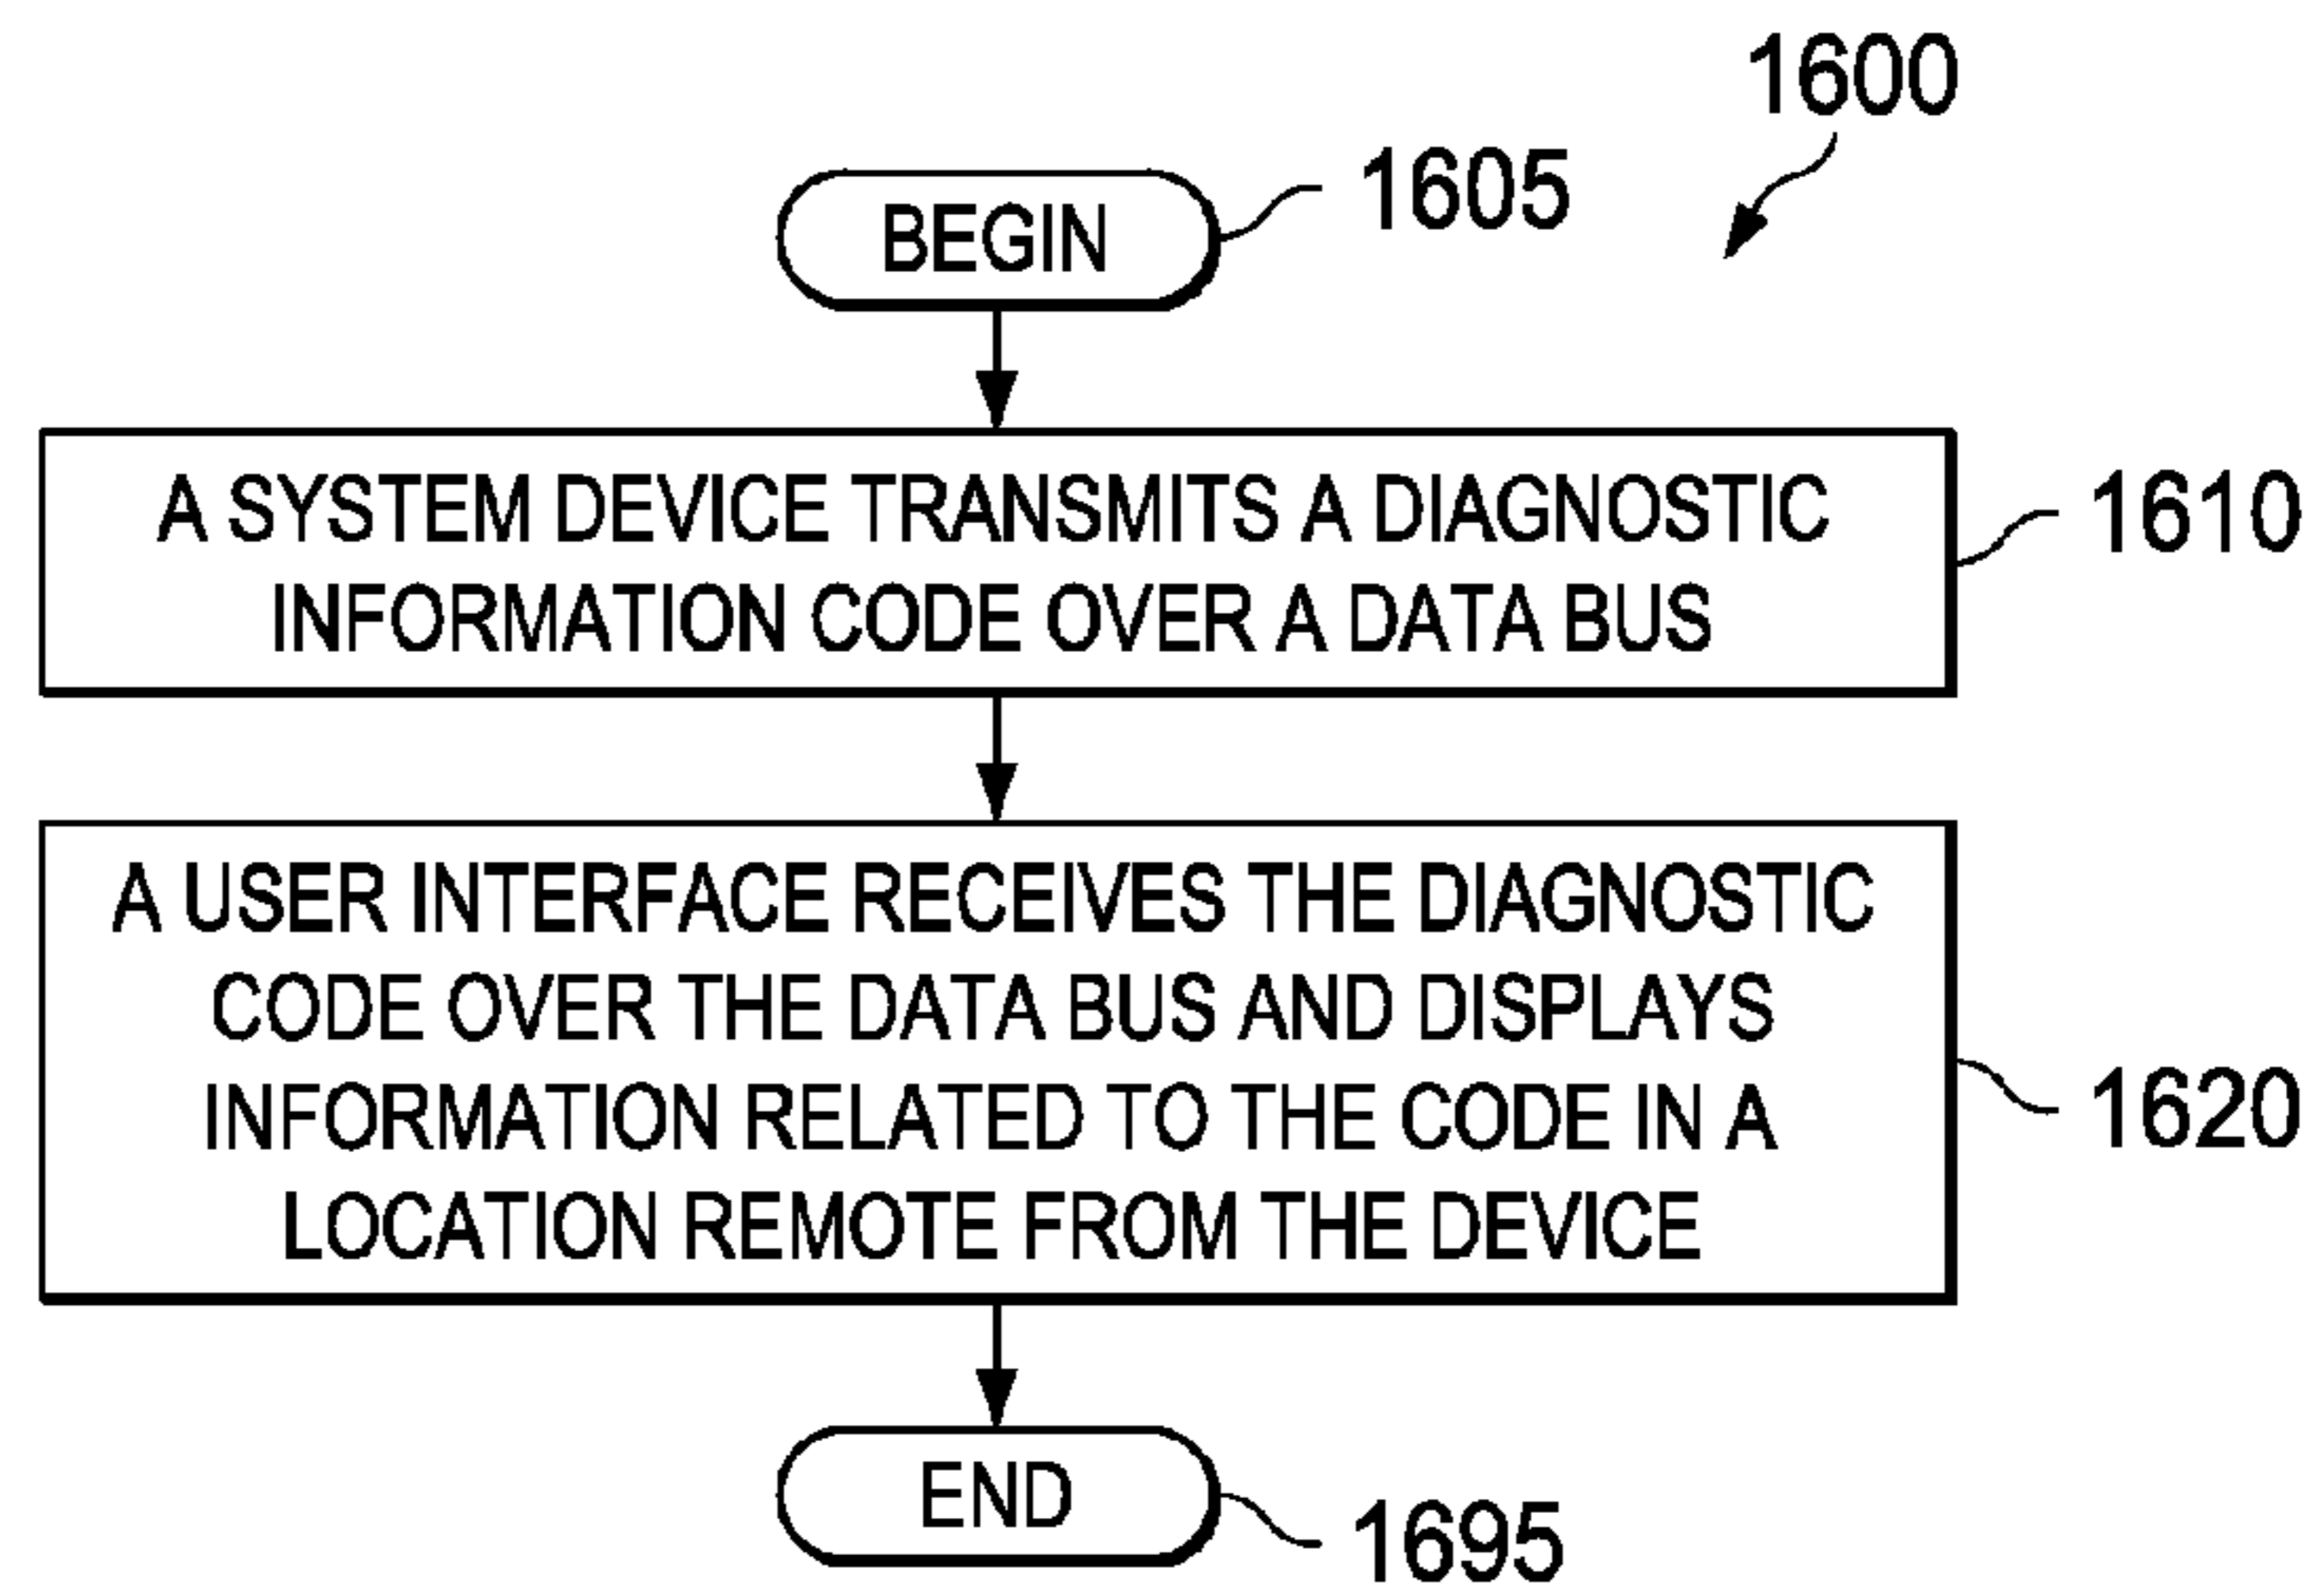 1600
BEGIN
1605
A SYSTEM DEVICE TRANSMITS A DIAGNOSTIC
INFORMATION CODE OVER A DATA BUS
1610
A USER INTERFACE RECEIVES THE DIAGNOSTIC
CODE OVER THE DATA BUS AND DISPLAYS
INFORMATION RELATED TO THE CODE IN A
LOCATION REMOTE FROM THE DEVICE
1620
END
1695